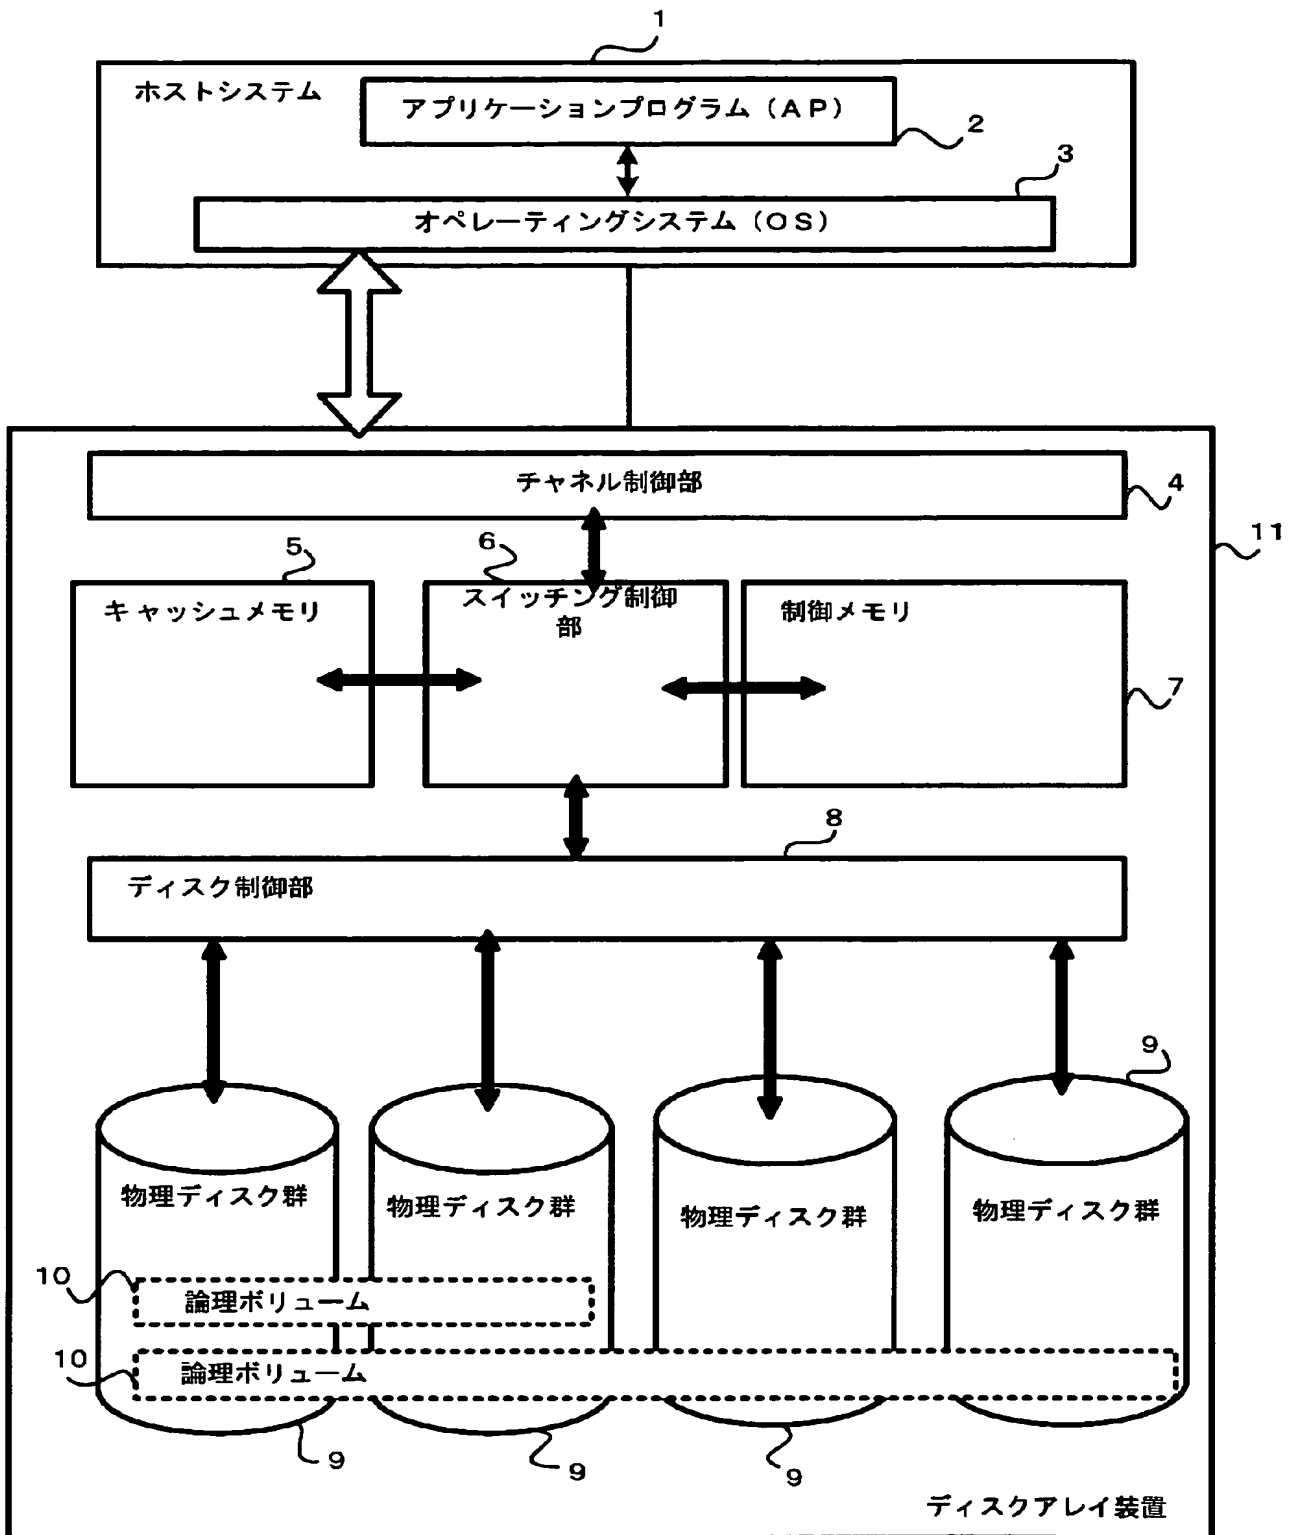 1
ホストシステム
アプリケーションプログラム(AP)
2
3
オペレーティングシステム(OS)
チャネル制御部
4
11
5
6
キャッシュメモリ
スイッチング制御
部
制御メモリ
7
8
ディスク制御部
9
物理ディスク群
物理ディスク群
物理ディスク群
物理ディスク群
10
論理ボリューム
10
論理ボリューム
9
9
9
ディスクアレイ装置